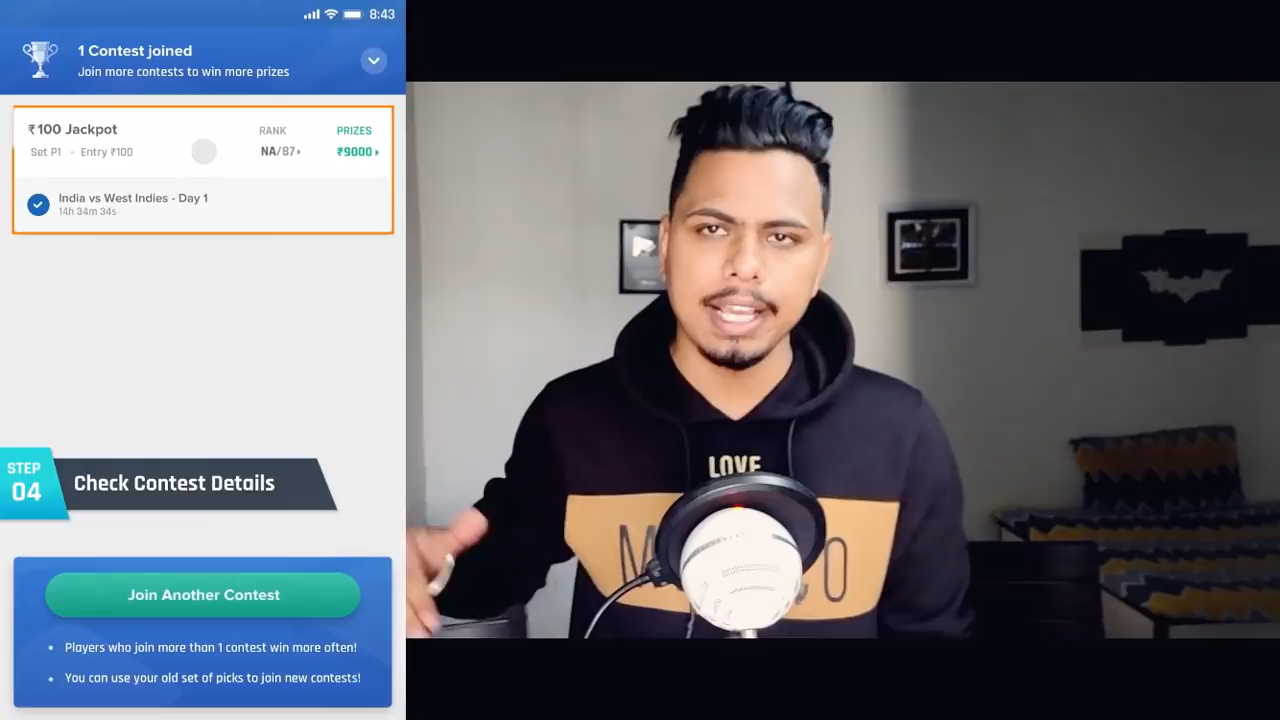 8:43
1 Contest joined
Join more contests to win more prizes
₹100 Jackpot
RANK
PRIZES
Set P1 • Entry ₹100
NA/87
₹9000
India vs West Indies - Day 1
14h 34m 34s
STEP
04
Check Contest Details
Join Another Contest
• Players who join more than 1 contest win more often!
• You can use your old set of picks to join new contests!
LOVE